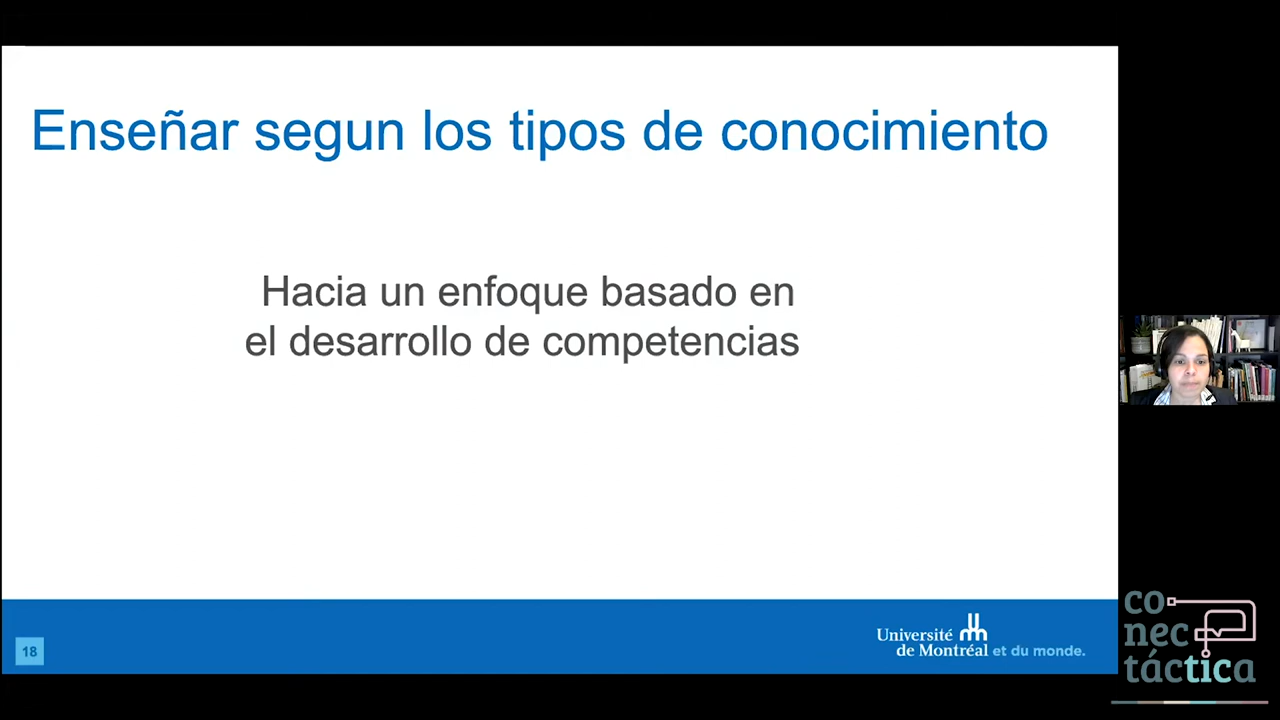 Enseñar segun los tipos de conocimiento
Hacia un enfoque basado en
el desarrollo de competencias
18
Université
de Montréal et du monde.
co
nec
táctica